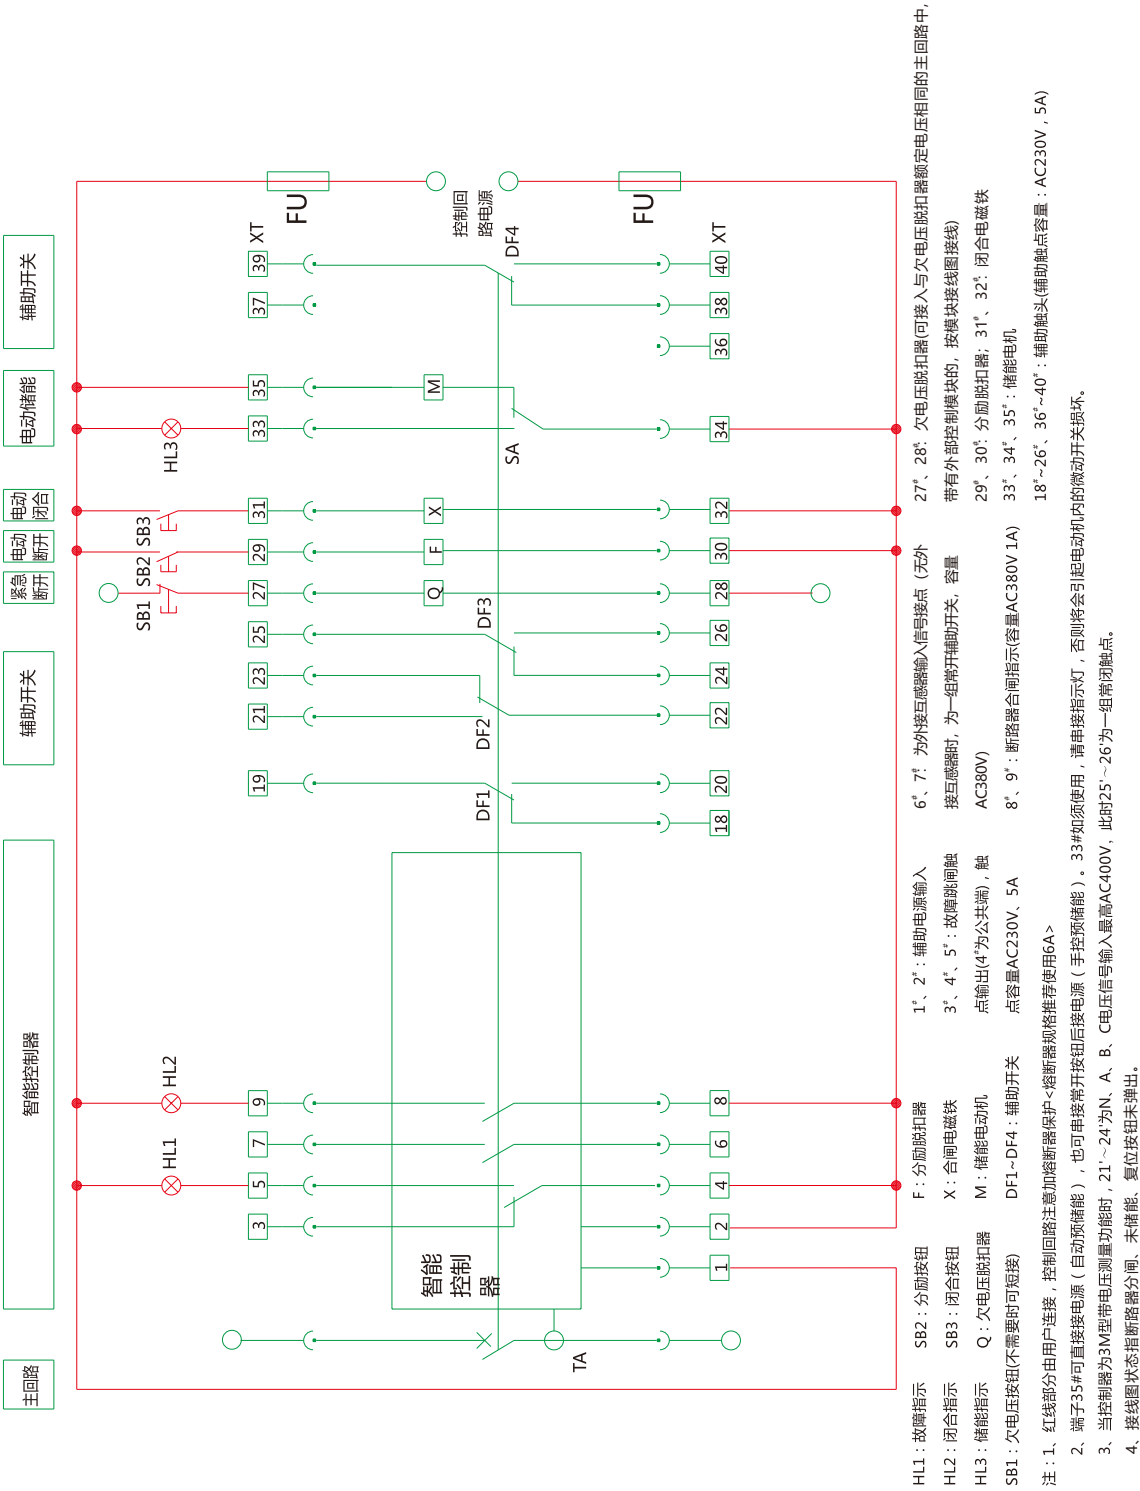 主回路
智能控制器
辅助开关
紧急
断开
电动
断开
电动
闭合
电动储能
辅助开关
HL1
HL2
SB1
SB2
SB3
HL3
3 5 7 9 19 21 23 25 27 29 31 33 35 37 39 XT
FU
智能
控制
器
Q F X M
控制回
路电源
DF1
DF2
DF3
SA
DF4
TA
FU
1 2 4 6 8 18 20 22 24 26 28 30 32 34 36 38 40 XT
HL1：故障指示
HL2：闭合指示
HL3：储能指示
SB1：欠电压按钮(不需要时可短接)
SB2：分励按钮
SB3：闭合按钮
Q：欠电压脱扣器
F：分励脱扣器
X：合闸电磁铁
M：储能电动机
DF1~DF4：辅助开关
1#、2#：辅助电源输入
3#、4#、5#：故障跳闸触
点输出(4#为公共端)，触
点容量AC230V、5A
6#、7#：为外接互感器输入信号接点（无外
接互感器时，为一组常开辅助开关，容量
AC380V)
8#、9#：断路器合闸指示(容量AC380V 1A)
27#、28#：欠电压脱扣器(可接入与欠电压脱扣器额定电压相同的主回路中,
带有外部控制模块的，按模块接线图接线)
29#、30#：分励脱扣器；31#、32#：闭合电磁铁
33#、34#、35#：储能电机
18#~26#、36#~40#：辅助触头(辅助触点容量：AC230V，5A)
注：1、红线部分由用户连接，控制回路注意加熔断器保护<熔断器规格推荐使用6A>
2、端子35#可直接接电源（自动预储能），也可串接常开按钮后接电源（手控预储能）。33#如须使用，请串接指示灯，否则将会引起电动机内的微动开关损坏。
3、当控制器为3M型带电压测量功能时，21'～24'为N、A、B、C电压信号输入最高AC400V，此时25'～26'为一组常闭触点。
4、接线图状态指断路器分闸、未储能、复位按钮未弹出。